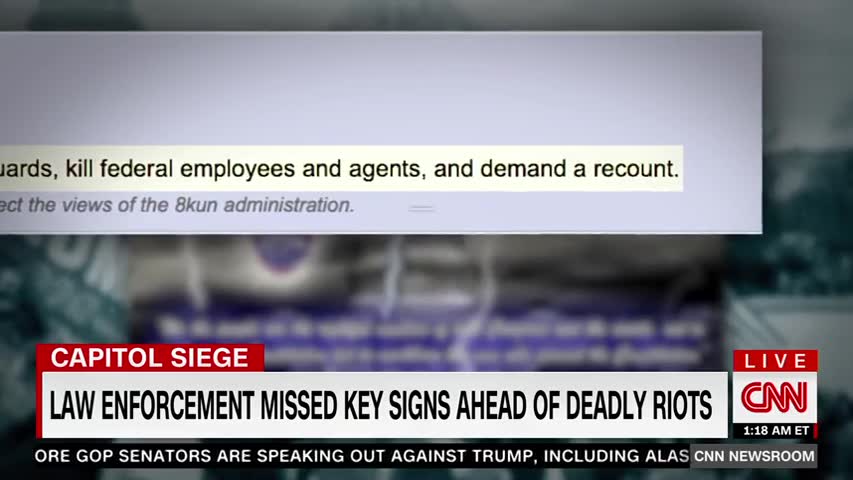 uards, kill federal employees and agents, and demand a recount.
ect the views of the 8kun administration.
CAPITOL SIEGE
LAW ENFORCEMENT MISSED KEY SIGNS AHEAD OF DEADLY RIOTS
LIVE
CNN
1:18 AM ET
ORE GOP SENATORS ARE SPEAKING OUT AGAINST TRUMP, INCLUDING ALAS
CNN NEWSROOM